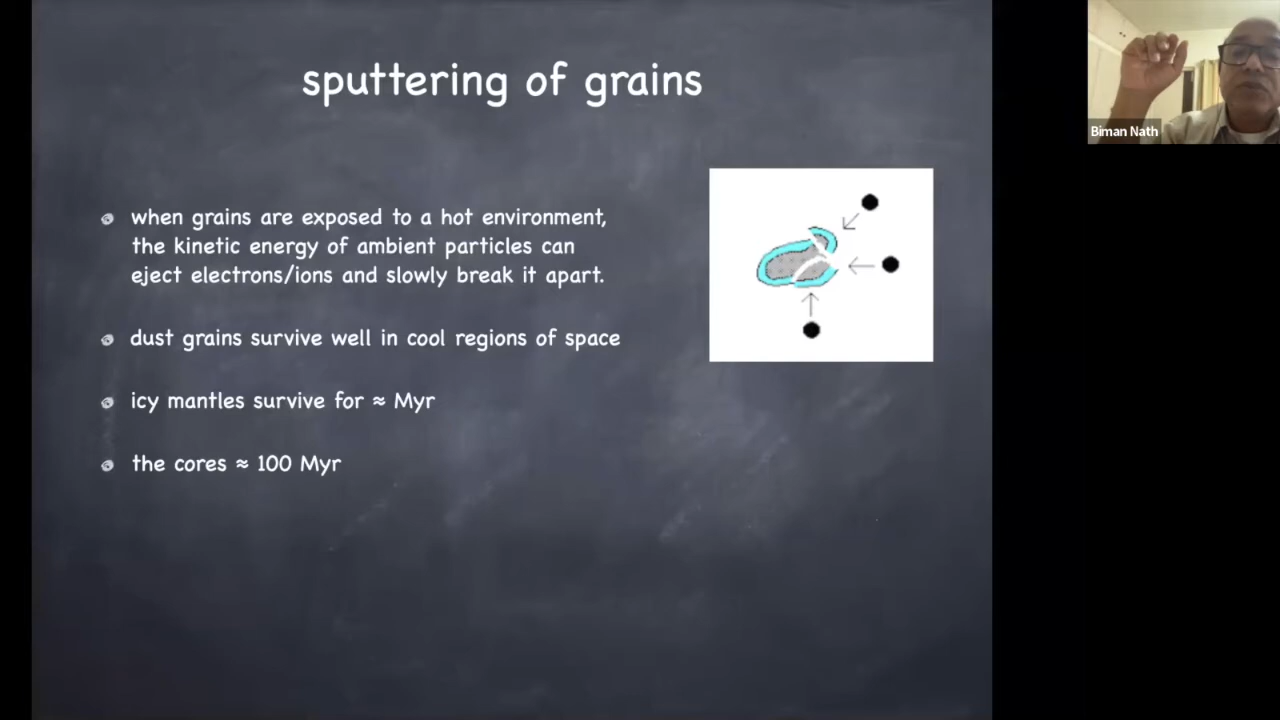 sputtering of grains
when grains are exposed to a hot environment,
the kinetic energy of ambient particles can
eject electrons/ions and slowly break it apart.
dust grains survive well in cool regions of space
icy mantles survive for ≈ Myr
the cores ≈ 100 Myr
Biman Nath